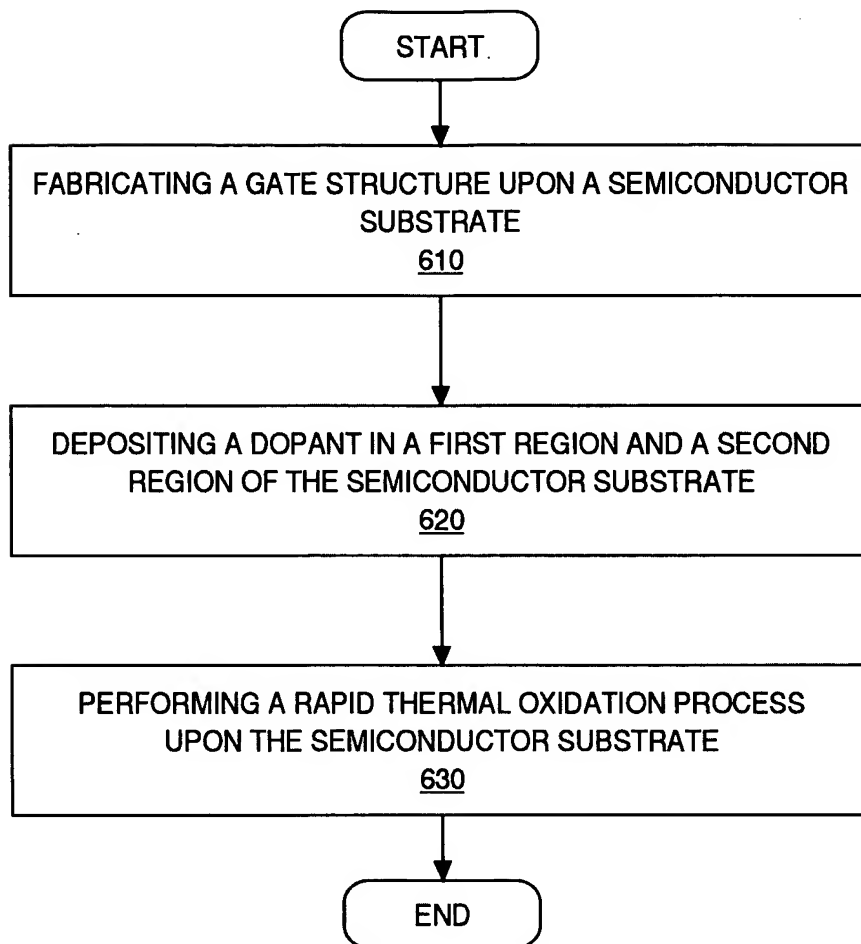 START
FABRICATING A GATE STRUCTURE UPON A SEMICONDUCTOR
SUBSTRATE
610
DEPOSITING A DOPANT IN A FIRST REGION AND A SECOND
REGION OF THE SEMICONDUCTOR SUBSTRATE
620
PERFORMING A RAPID THERMAL OXIDATION PROCESS
UPON THE SEMICONDUCTOR SUBSTRATE
630
END